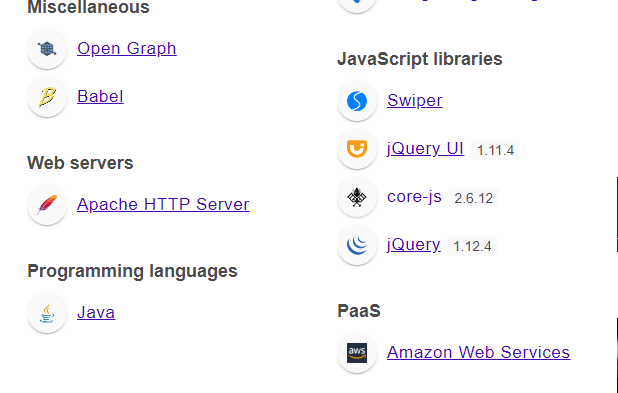 Miscellaneous
Open Graph
Babel
Web servers
Apache HTTP Server
Programming languages
Java
JavaScript libraries
Swiper
jQuery UI 1.11.4
core-js 2.6.12
jQuery 1.12.4
PaaS
aws
Amazon Web Services